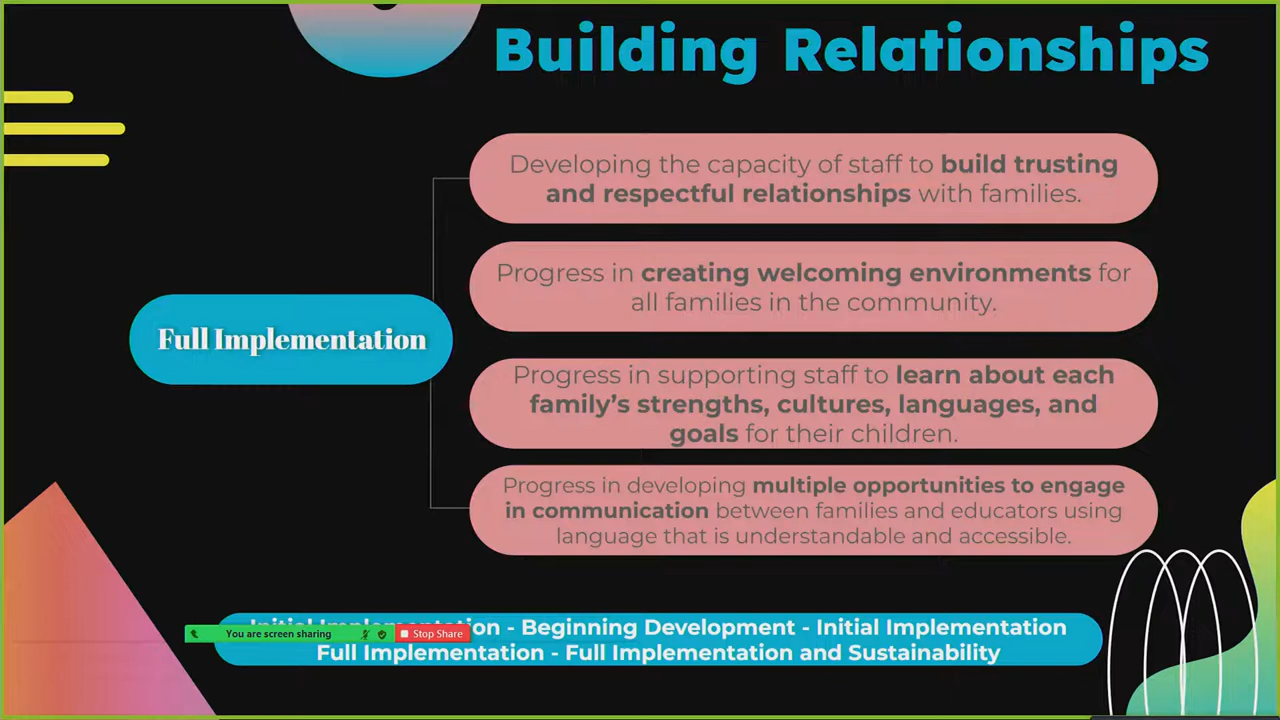 Building Relationships
Developing the capacity of staff to build trusting
and respectful relationships with families.
Progress in creating welcoming environments for
all families in the community.
Full Implementation
Progress in supporting staff to learn about each
family's strengths, cultures, languages, and
goals for their children.
Progress in developing multiple opportunities to engage
in communication between families and educators using
language that is understandable and accessible.
Initial Implementation - Beginning Development - Initial Implementation
You are screen sharing
Stop Share
Full Implementation - Full Implementation and Sustainability